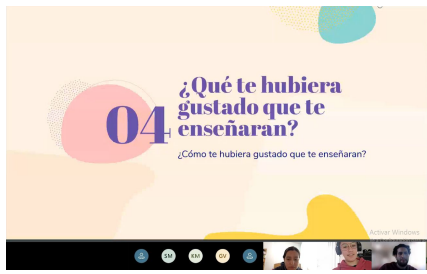 04
¿Qué te hubiera
gustado que te
enseñaran?
¿Cómo te hubiera gustado que te enseñaran?
Activar Windows
SM
KM
GV